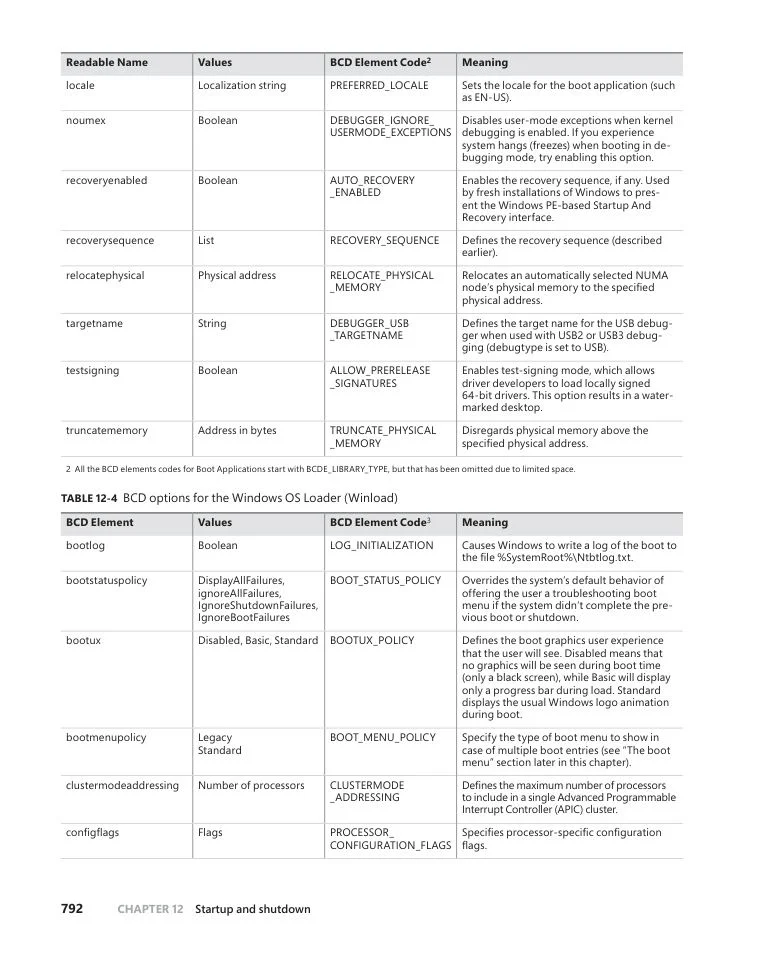 Readable Name Values BCD Element Code2 Meaning
locale Localization string PREFERRED_LOCALE Sets the locale for the boot application (such
as EN-US).
noumex Boolean DEBUGGER_IGNORE_ Disables user-mode exceptions when kernel
USERMODE_EXCEPTIONS debugging is enabled. If you experience
system hangs (freezes) when booting in de-
bugging mode, try enabling this option.
recoveryenabled Boolean AUTO_RECOVERY Enables the recovery sequence, if any. Used
_ENABLED by fresh installations of Windows to pres-
ent the Windows PE-based Startup And
Recovery interface.
recoverysequence List RECOVERY_SEQUENCE Defines the recovery sequence (described
earlier).
relocatephysical Physical address RELOCATE_PHYSICAL Relocates an automatically selected NUMA
_MEMORY node's physical memory to the specified
physical address.
targetname String DEBUGGER_USB Defines the target name for the USB debug-
_TARGETNAME ger when used with USB2 or USB3 debug-
ging (debugtype is set to USB).
testsigning Boolean ALLOW_PRERELEASE Enables test-signing mode, which allows
_SIGNATURES driver developers to load locally signed
64-bit drivers. This option results in a water-
marked desktop.
truncatememory Address in bytes TRUNCATE_PHYSICAL Disregards physical memory above the
_MEMORY specified physical address.
2 All the BCD elements codes for Boot Applications start with BCDE_LIBRARY_TYPE, but that has been omitted due to limited space.
TABLE 12-4 BCD options for the Windows OS Loader (Winload)
BCD Element Values BCD Element Code3 Meaning
bootlog Boolean LOG_INITIALIZATION Causes Windows to write a log of the boot to
the file %SystemRoot%\Ntbtlog.txt.
bootstatuspolicy DisplayAllFailures, BOOT_STATUS_POLICY Overrides the system's default behavior of
ignoreAllFailures, offering the user a troubleshooting boot
IgnoreShutdownFailures, menu if the system didn't complete the pre-
IgnoreBootFailures vious boot or shutdown.
bootux Disabled, Basic, Standard BOOTUX_POLICY Defines the boot graphics user experience
that the user will see. Disabled means that
no graphics will be seen during boot time
(only a black screen), while Basic will display
only a progress bar during load. Standard
displays the usual Windows logo animation
during boot.
bootmenupolicy Legacy BOOT_MENU_POLICY Specify the type of boot menu to show in
Standard case of multiple boot entries (see "The boot
menu" section later in this chapter).
clustermodeaddressing Number of processors CLUSTERMODE Defines the maximum number of processors
_ADDRESSING to include in a single Advanced Programmable
Interrupt Controller (APIC) cluster.
configflags Flags PROCESSOR_ Specifies processor-specific configuration
CONFIGURATION_FLAGS flags.
792 CHAPTER 12 Startup and shutdown